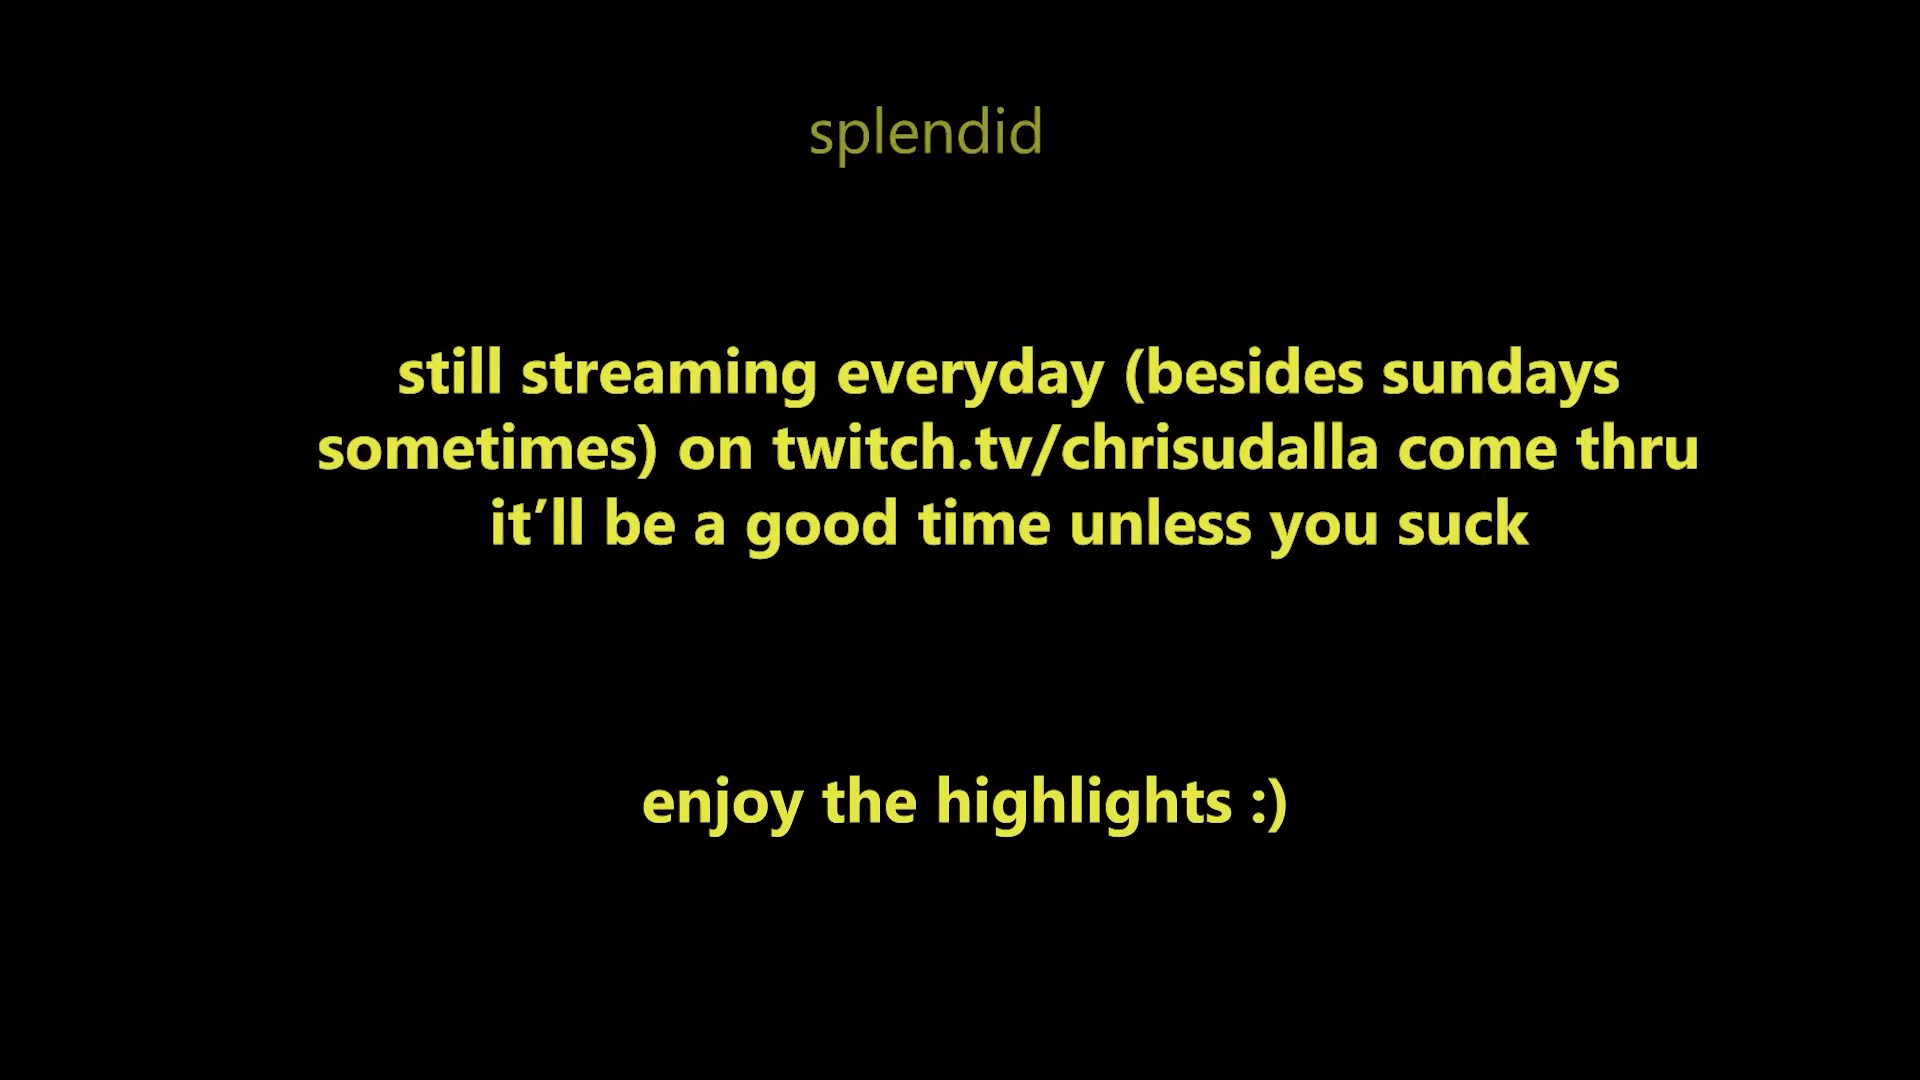 splendid
still streaming everyday (besides sundays
sometimes) on twitch.tv/chrisudalla come thru
it’ll be a good time unless you suck
enjoy the highlights :)